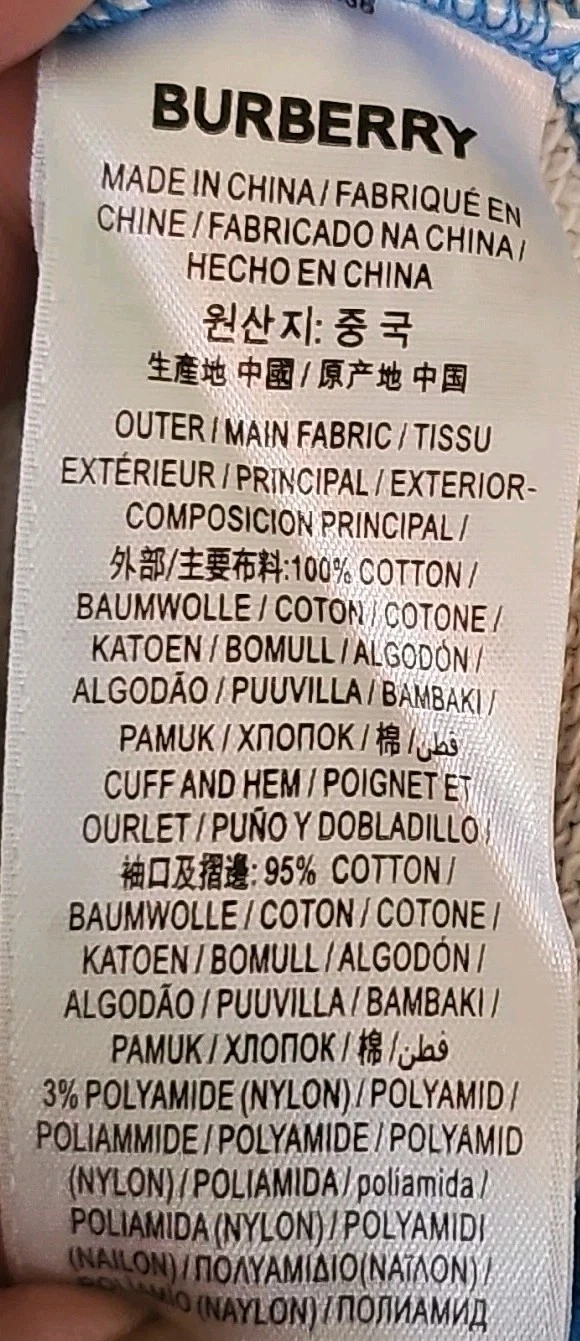 BURBERRY
MADE IN CHINA / FABRIQUÉ EN
CHINE / FABRICADO NA CHINA /
HECHO EN CHINA
원산지: 중국
生產地 中國 / 原产地 中国
OUTER / MAIN FABRIC / TISSU
EXTÉRIEUR / PRINCIPAL / EXTERIOR-
COMPOSICION PRINCIPAL /
外部/主要布料:100% COTTON /
BAUMWOLLE / COTON / COTONE /
KATOEN / BOMULL / ALGODÓN /
ALGODÃO / PUUVILLA / BAMBAKI /
PAMUK / ХЛОПОК / 棉 / قطن
CUFF AND HEM / POIGNET ET
OURLET / PUÑO Y DOBLADILLO /
袖口及摺邊: 95% COTTON /
BAUMWOLLE / COTON / COTONE /
KATOEN / BOMULL / ALGODÓN /
ALGODÃO / PUUVILLA / BAMBAKI /
PAMUK / ХЛОПОК / 棉 / قطن
3% POLYAMIDE (NYLON) / POLYAMID /
POLIAMMIDE / POLYAMIDE / POLYAMID
(NYLON) / POLIAMIDA / poliamida /
POLIAMIDA (NYLON) / POLYAMIDI
(NAILON) / ΠΟΛΥΑΜΙΔΙΟ(ΝΑΪΛΟΝ) /
(NAYLON) / ПОЛИАМИД